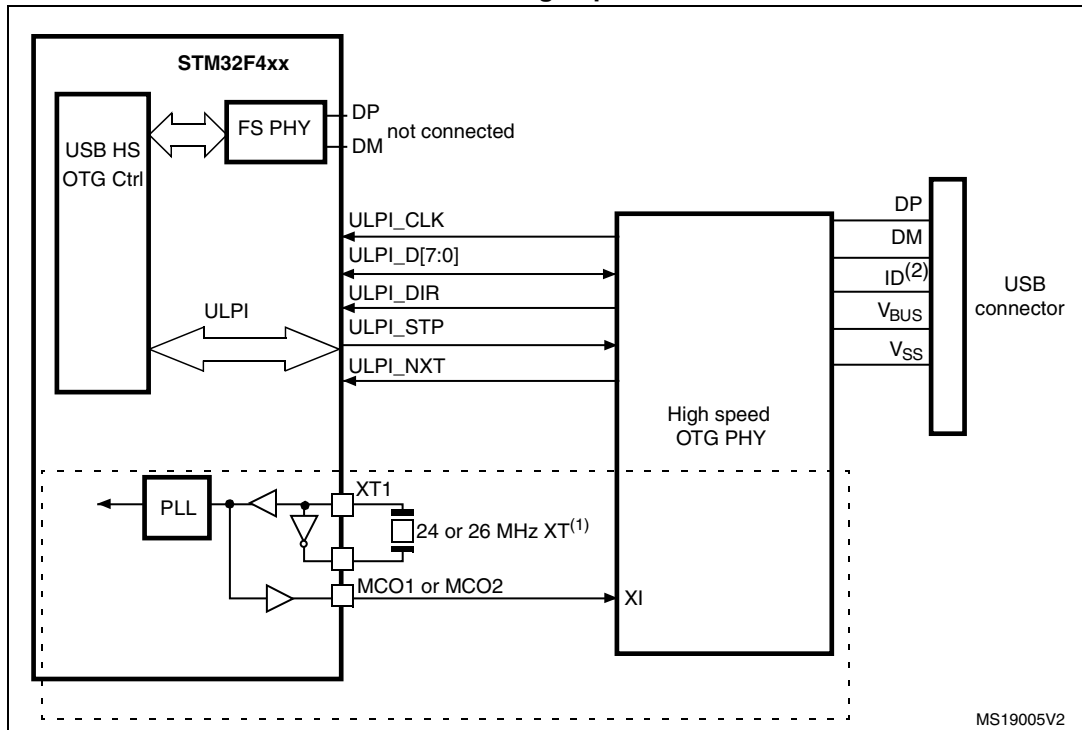 STM32F4xx
USB HS
OTG Ctrl
FS PHY
DP
DM
not connected
ULPI_CLK
ULPI_D[7:0]
ULPI_DIR
ULPI_STP
ULPI_NXT
ULPI
High speed
OTG PHY
DP
DM
ID(2)
VBUS
VSS
USB
connector
PLL
XT1
24 or 26 MHz XT(1)
MCO1 or MCO2
XI
MS19005V2